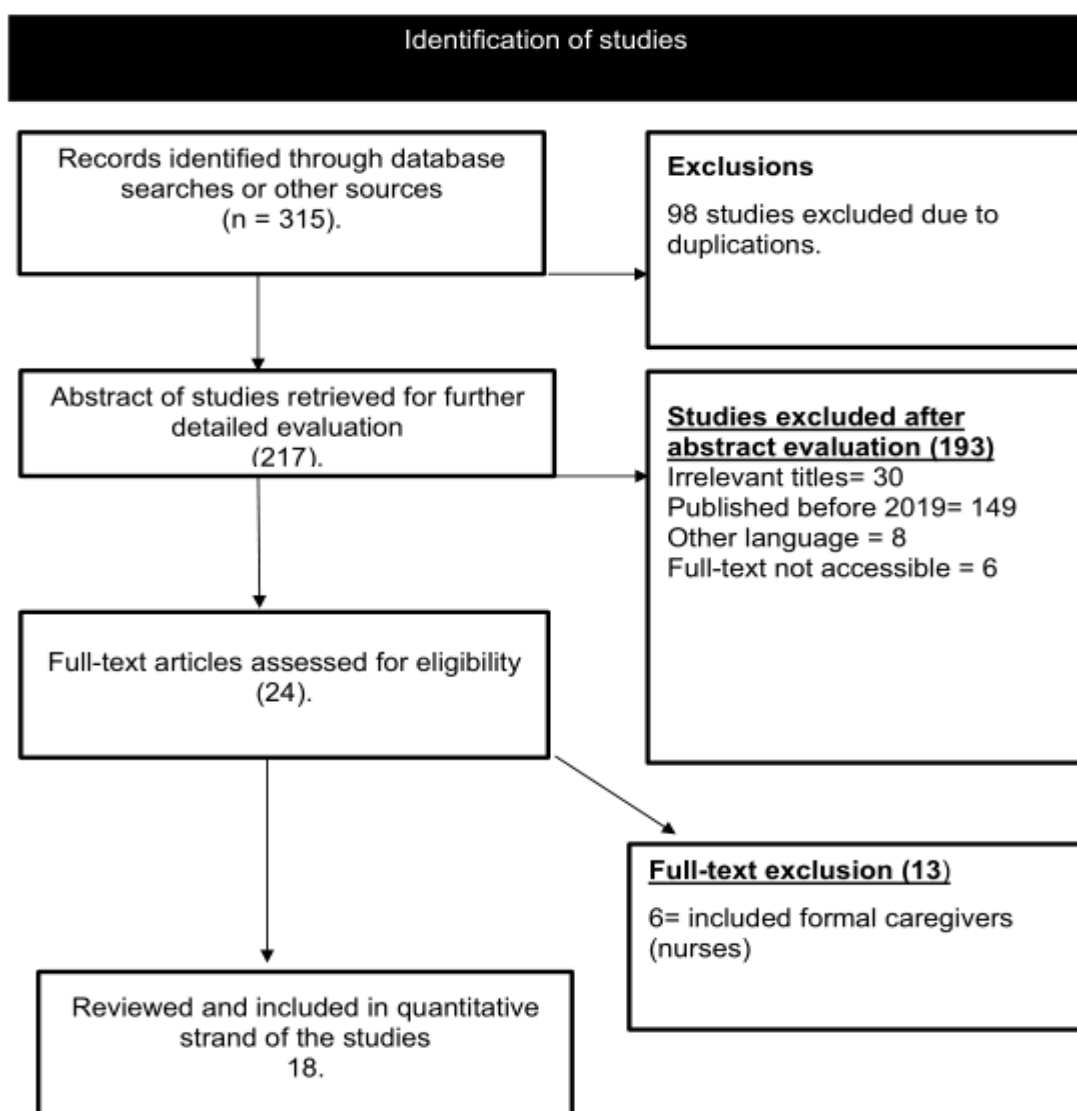 Identification of studies
Records identified through database
searches or other sources
(n = 315).
Exclusions
98 studies excluded due to
duplications.
Abstract of studies retrieved for further
detailed evaluation
(217).
Studies excluded after
abstract evaluation (193)
Irrelevant titles= 30
Published before 2019= 149
Other language = 8
Full-text not accessible = 6
Full-text articles assessed for eligibility
(24).
Full-text exclusion (13)
6= included formal caregivers
(nurses)
Reviewed and included in quantitative
strand of the studies
18.